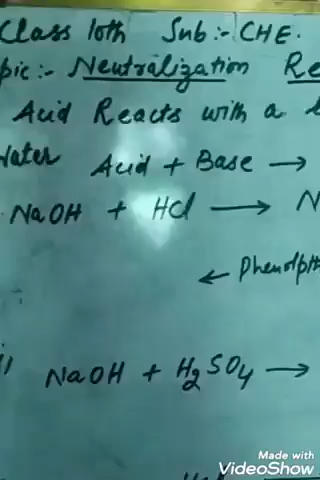 Class 10th Sub:- CHE.
pic:- Neutralization Re
Acid Reacts with a
Water Acid + Base →
NaOH + HCl → N
← Phenolph
NaOH + H₂SO₄ →
Made with
VideoShow